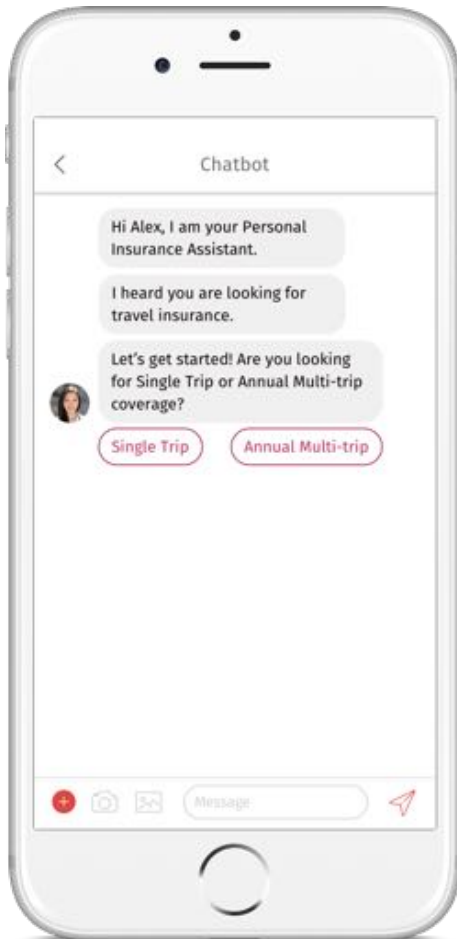 Chatbot
Hi Alex, I am your Personal
Insurance Assistant.
I heard you are looking for
travel insurance.
Let's get started! Are you looking
for Single Trip or Annual Multi-trip
coverage?
Single Trip
Annual Multi-trip
Message